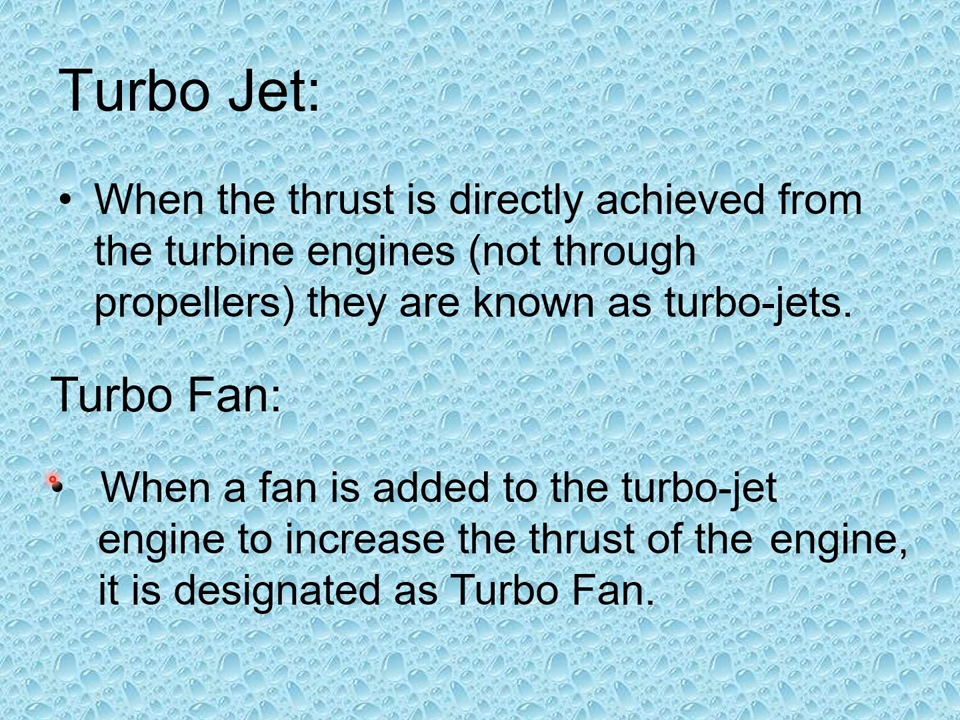 Turbo Jet:
• When the thrust is directly achieved from
the turbine engines (not through
propellers) they are known as turbo-jets.
Turbo Fan:
• When a fan is added to the turbo-jet
engine to increase the thrust of the engine,
it is designated as Turbo Fan.